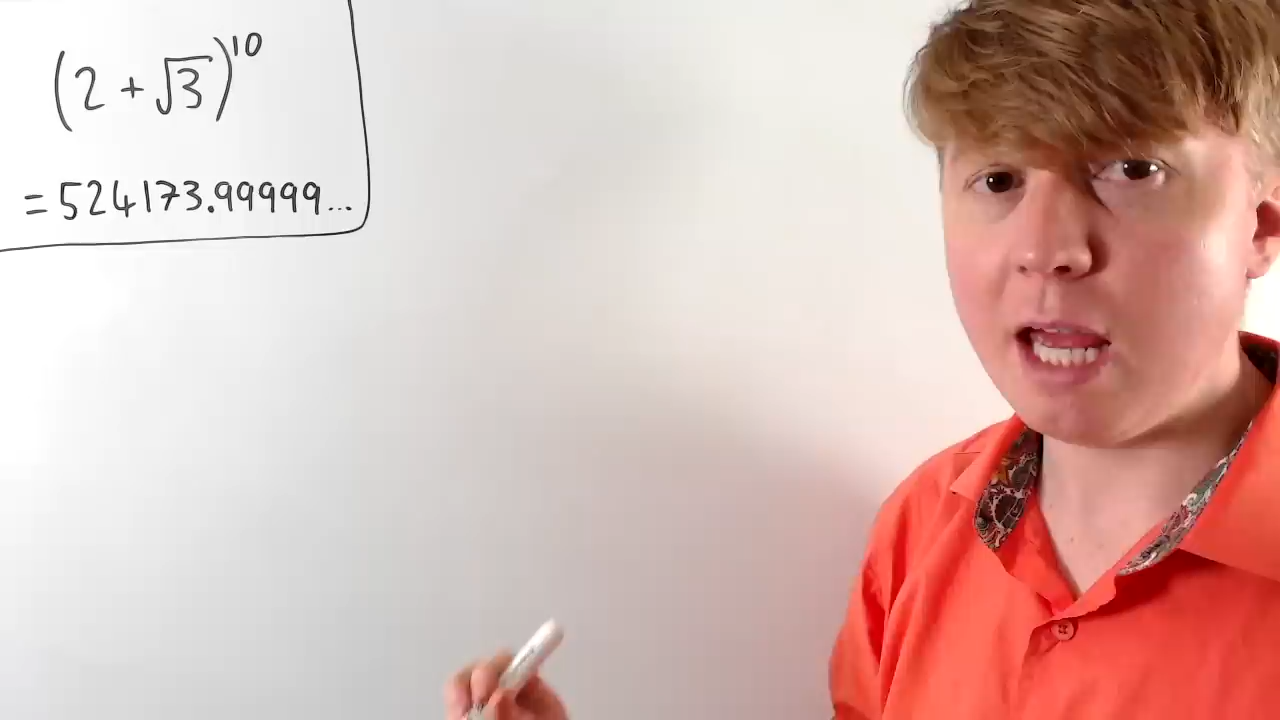 (2 + √3)^10
= 524173.99999...